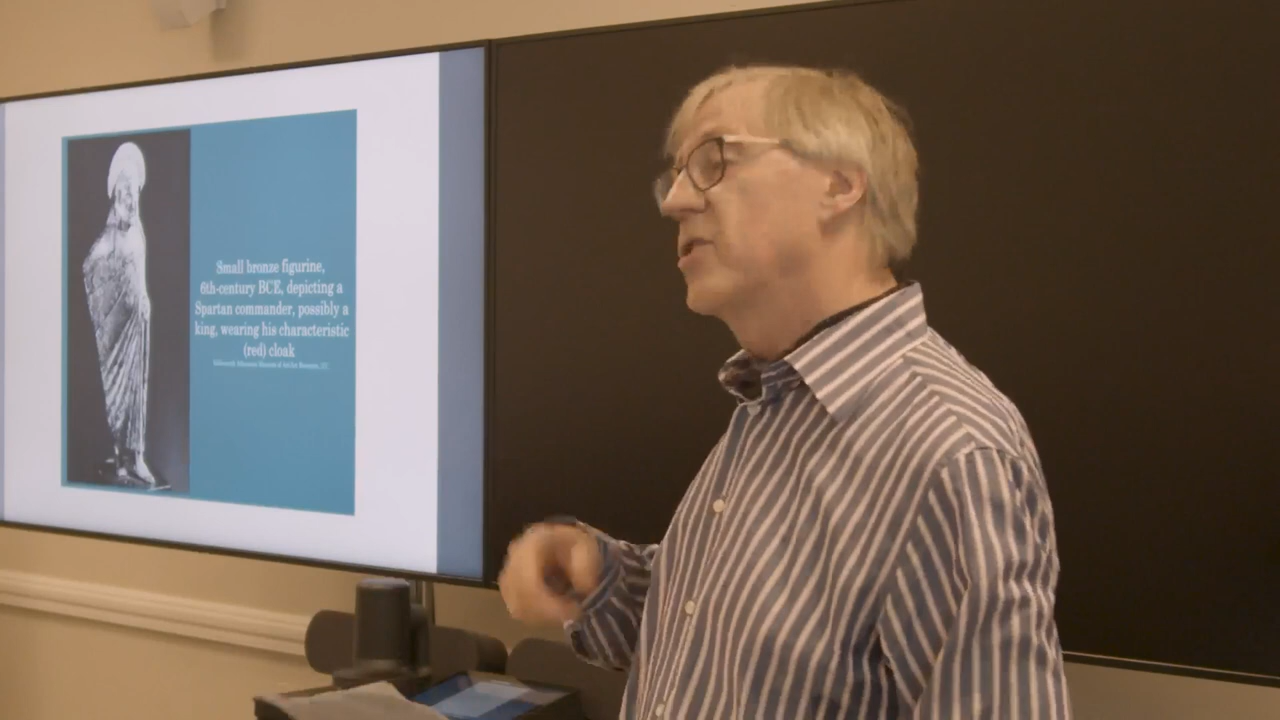 Small bronze figurine,
6th-century BCE, depicting a
Spartan commander, possibly a
king, wearing his characteristic
(red) cloak